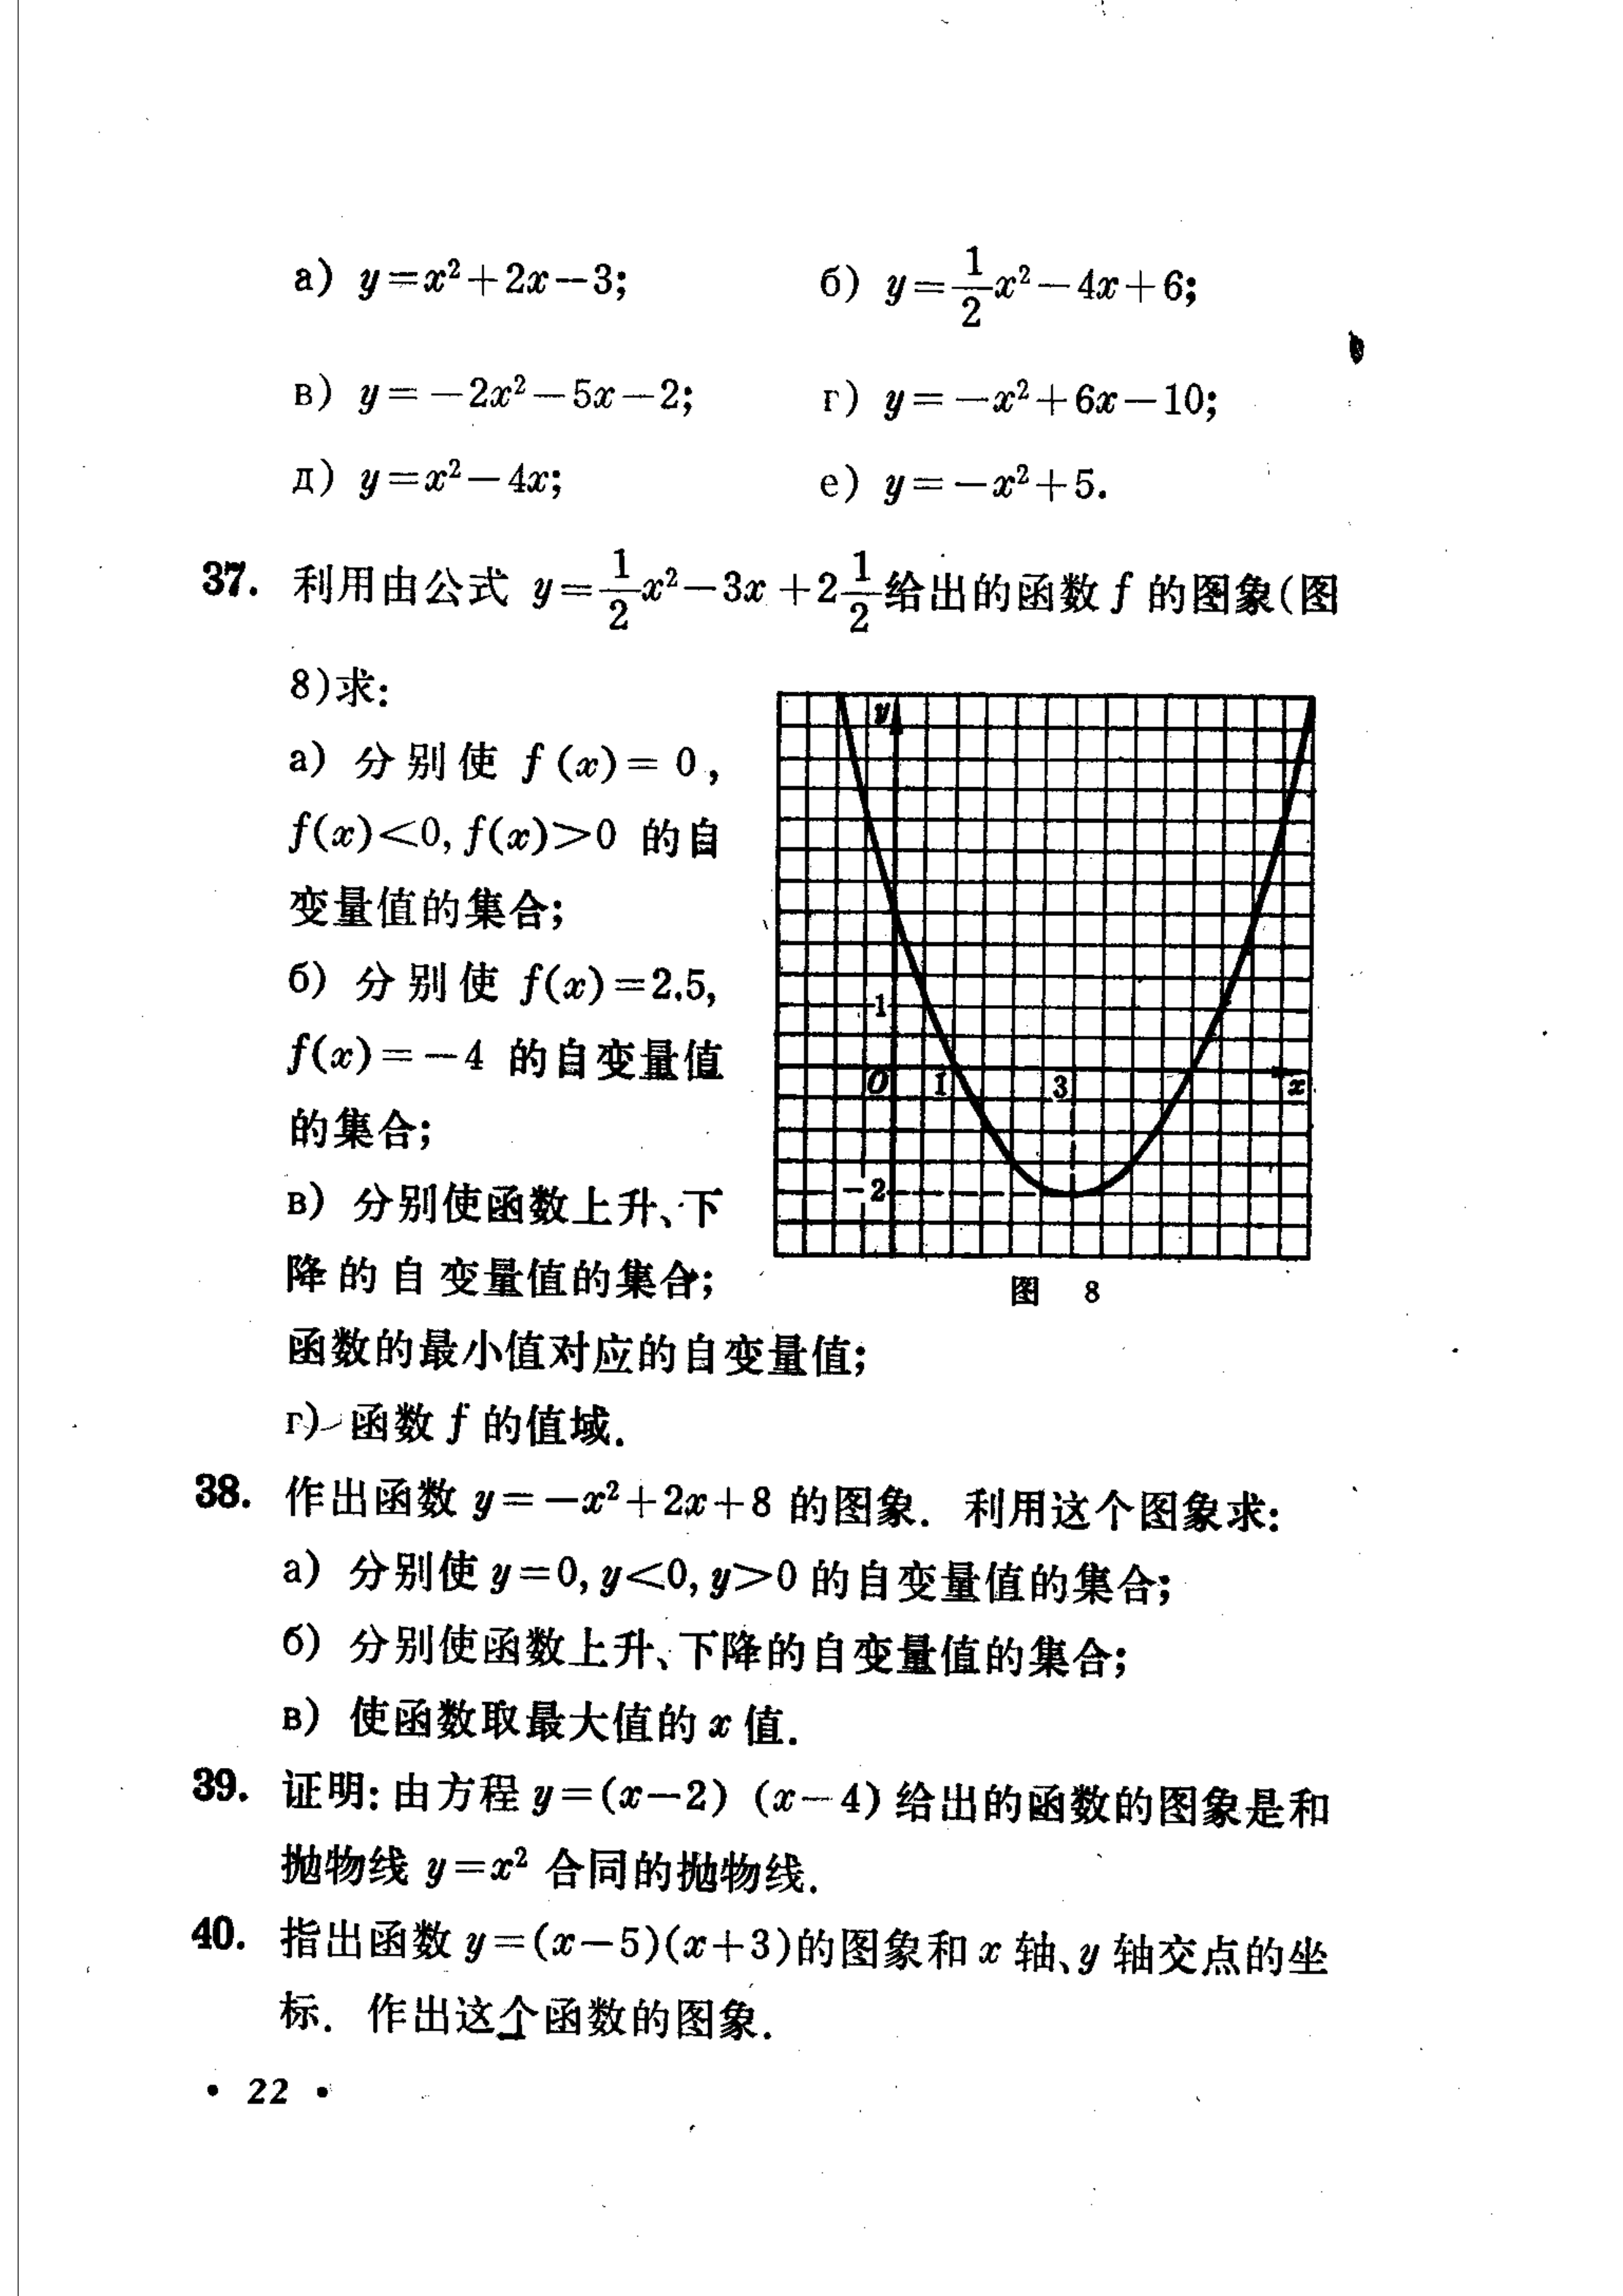 а) y=x²+2x−3; б) y=1/2x²−4x+6;
в) y=−2x²−5x−2; г) y=−x²+6x−10;
д) y=x²−4x; е) y=−x²+5.
37. 利用由公式 y=1/2x²−3x+2 1/2给出的函数 f 的图象(图
8)求:
а) 分别使 f(x)=0,
f(x)<0, f(x)>0 的自
变量值的集合;
б) 分别使 f(x)=2.5,
f(x)=−4 的自变量值
的集合;
в) 分别使函数上升、下
降的自变量值的集合;
y
1
O 1 3 x
−2
图 8
函数的最小值对应的自变量值;
г) 函数 f 的值域.
38. 作出函数 y=−x²+2x+8 的图象. 利用这个图象求:
а) 分别使 y=0, y<0, y>0 的自变量值的集合;
б) 分别使函数上升、下降的自变量值的集合;
в) 使函数取最大值的 x 值.
39. 证明: 由方程 y=(x−2) (x−4) 给出的函数的图象是和
抛物线 y=x² 合同的抛物线.
40. 指出函数 y=(x−5)(x+3)的图象和 x 轴、y 轴交点的坐
标. 作出这个函数的图象.
• 22 •